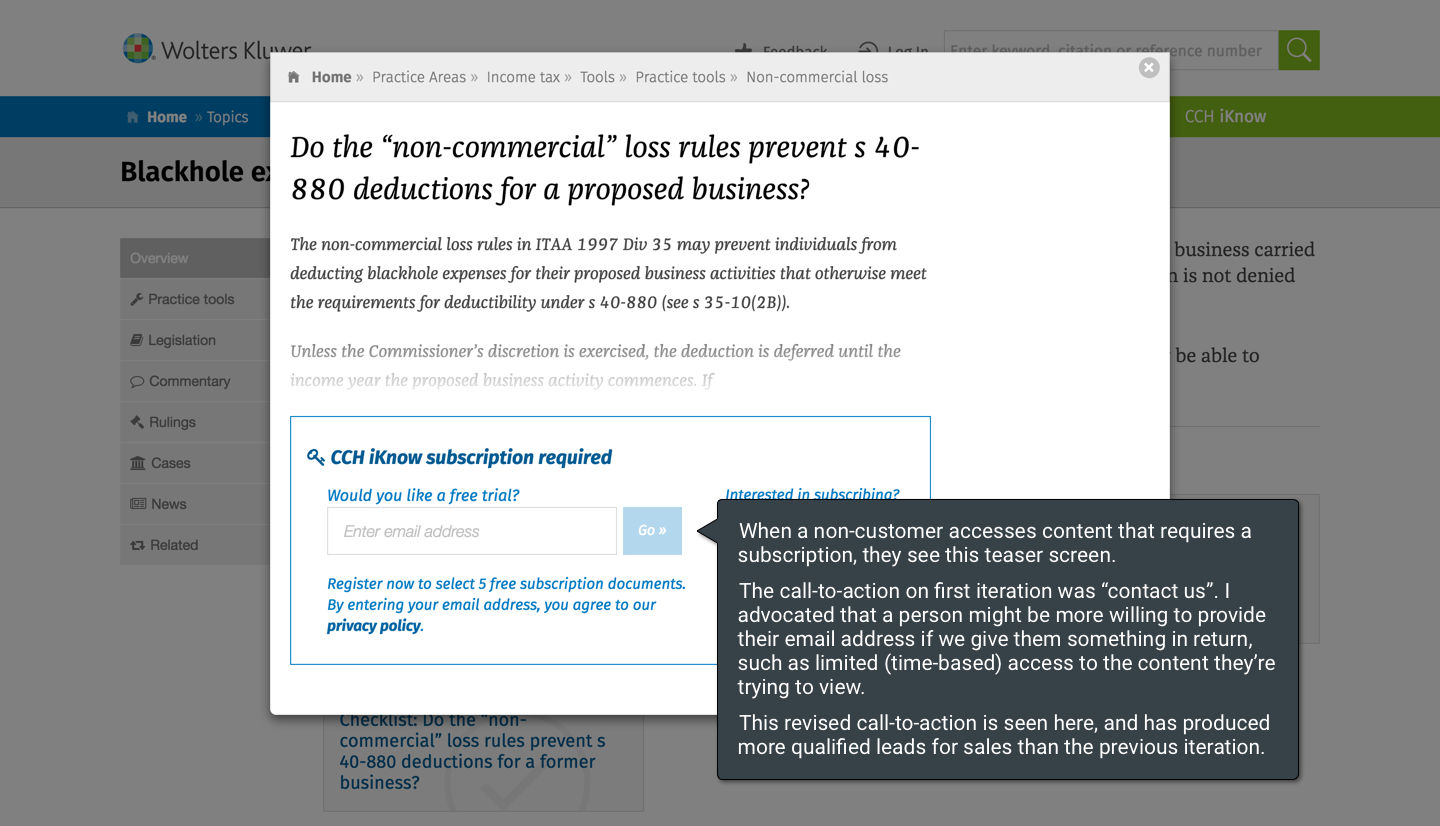 Wolters Kluwer
Feedback
Log In
Enter keyword, citation or reference number
Home » Practice Areas » Income tax » Tools » Practice tools » Non-commercial loss
Home » Topics
CCH iKnow
Blackhole ex
Do the “non-commercial” loss rules prevent s 40-
880 deductions for a proposed business?
The non-commercial loss rules in ITAA 1997 Div 35 may prevent individuals from
deducting blackhole expenses for their proposed business activities that otherwise meet
the requirements for deductibility under s 40-880 (see s 35-10(2B)).
Unless the Commissioner’s discretion is exercised, the deduction is deferred until the
income year the proposed business activity commences. If
Overview
Practice tools
Legislation
Commentary
Rulings
Cases
News
Related
business carried
n is not denied
be able to
CCH iKnow subscription required
Would you like a free trial?
Enter email address
Go »
Register now to select 5 free subscription documents.
By entering your email address, you agree to our
privacy policy.
Interested in subscribing?
When a non-customer accesses content that requires a
subscription, they see this teaser screen.
The call-to-action on first iteration was “contact us”. I
advocated that a person might be more willing to provide
their email address if we give them something in return,
such as limited (time-based) access to the content they’re
trying to view.
This revised call-to-action is seen here, and has produced
more qualified leads for sales than the previous iteration.
Checklist: Do the “non-
commercial” loss rules prevent s
40-880 deductions for a former
business?